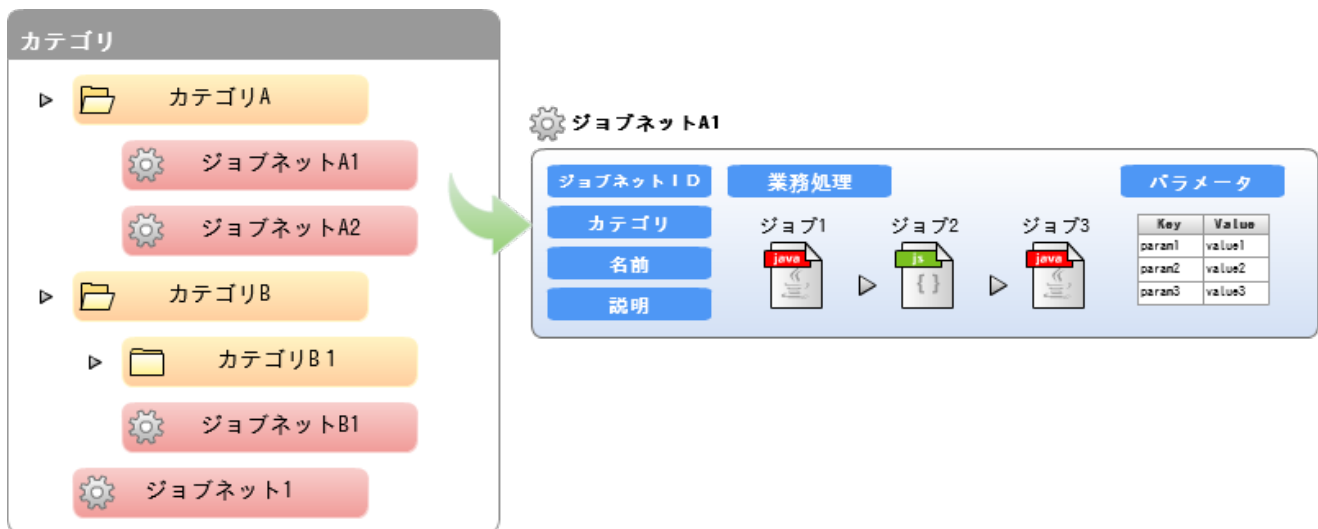 カテゴリ
カテゴリA
ジョブネットA1
ジョブネットA2
カテゴリB
カテゴリB1
ジョブネットB1
ジョブネット1
ジョブネットA1
ジョブネットID
カテゴリ
名前
説明
業務処理
ジョブ1 ジョブ2 ジョブ3
java js java
{ }
パラメータ
Key Value
param1 value1
param2 value2
param3 value3